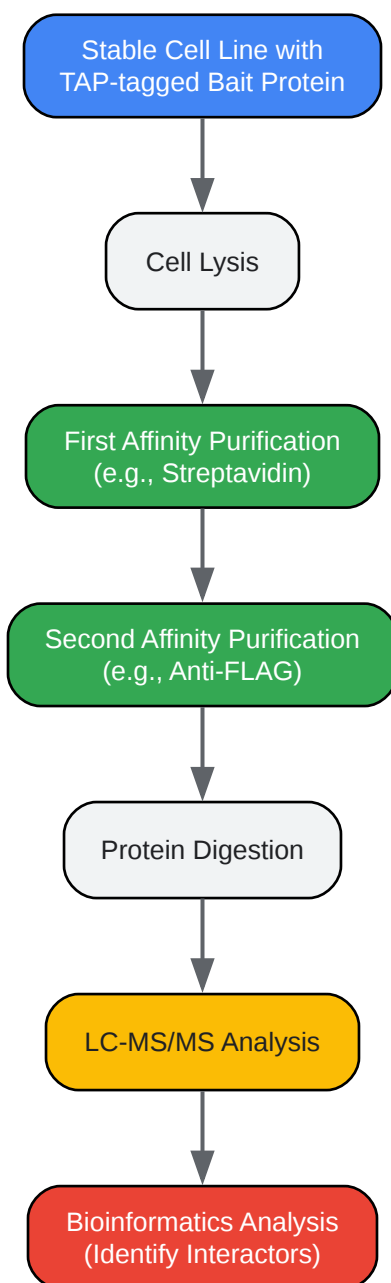 Stable Cell Line with
TAP-tagged Bait Protein
Cell Lysis
First Affinity Purification
(e.g., Streptavidin)
Second Affinity Purification
(e.g., Anti-FLAG)
Protein Digestion
LC-MS/MS Analysis
Bioinformatics Analysis
(Identify Interactors)